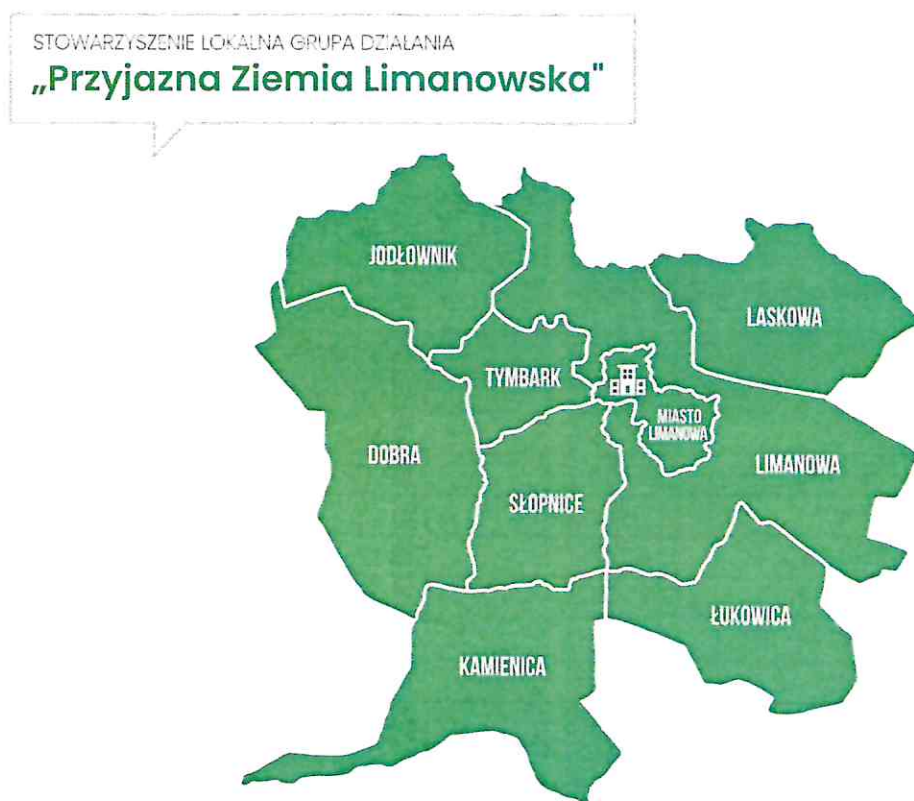 STOWARZYSZENIE LOKALNA GRUPA DZIAŁANIA
„Przyjazna Ziemia Limanowska"
JODŁOWNIK
LASKOWA
TYMBARK
MIASTO
LIMANOWA
DOBRA
LIMANOWA
SŁOPNICE
ŁUKOWICA
KAMIENICA